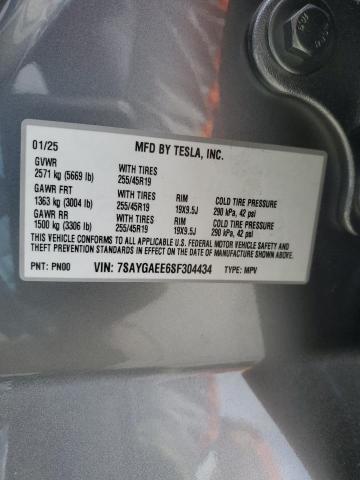 01/25 MFD BY TESLA, INC.
GVWR WITH TIRES
2571 kg (5669 lb) 255/45R19
GAWR FRT WITH TIRES RIM COLD TIRE PRESSURE
1363 kg (3004 lb) 255/45R19 19X9.5J 290 kPa, 42 psi
GAWR RR WITH TIRES RIM COLD TIRE PRESSURE
1500 kg (3306 lb) 255/45R19 19X9.5J 290 kPa, 42 psi
THIS VEHICLE CONFORMS TO ALL APPLICABLE U.S. FEDERAL MOTOR VEHICLE SAFETY AND
THEFT PREVENTION STANDARDS IN EFFECT ON THE DATE OF MANUFACTURE SHOWN ABOVE.
PNT: PN00 VIN: 7SAYGAEE6SF304434 TYPE: MPV